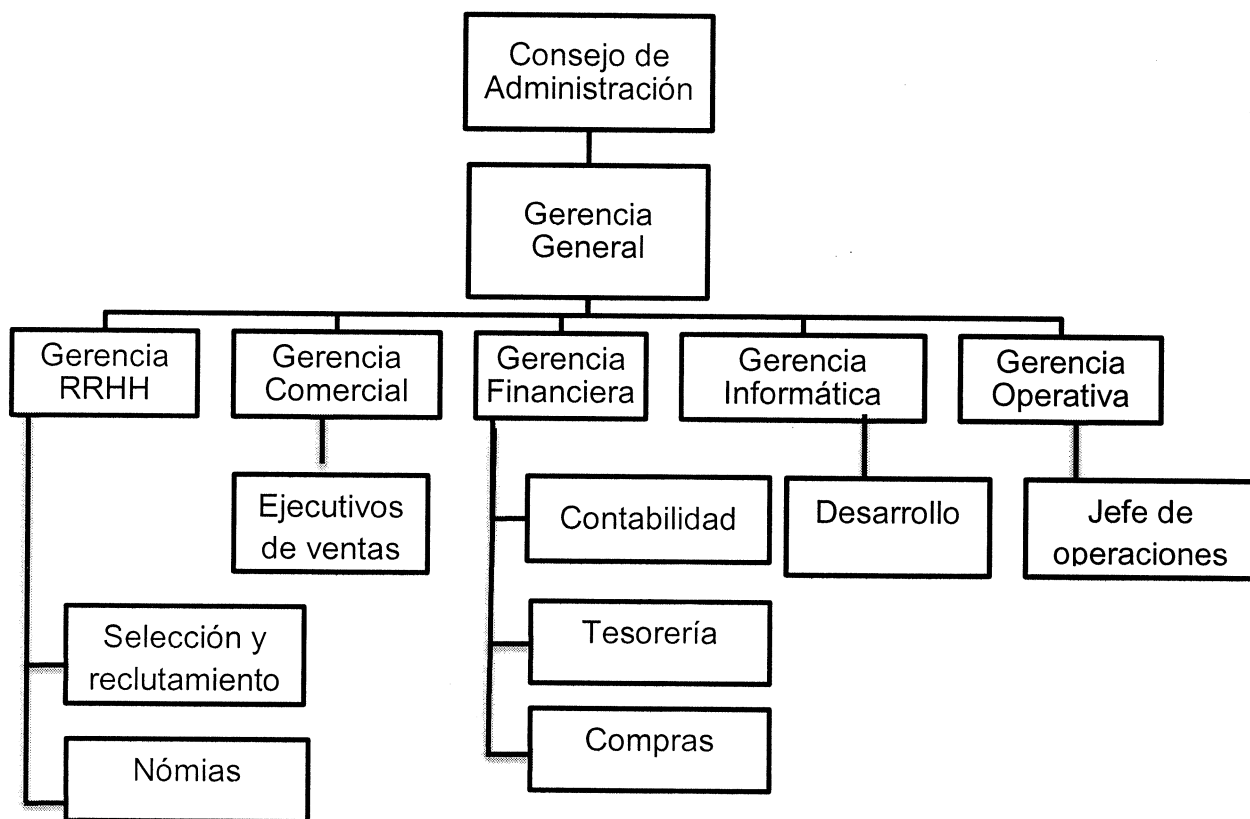 Consejo de
Administración
Gerencia
General
Gerencia
RRHH
Gerencia
Comercial
Gerencia
Financiera
Gerencia
Informática
Gerencia
Operativa
Ejecutivos
de ventas
Contabilidad
Desarrollo
Jefe de
operaciones
Selección y
reclutamiento
Tesorería
Nómias
Compras